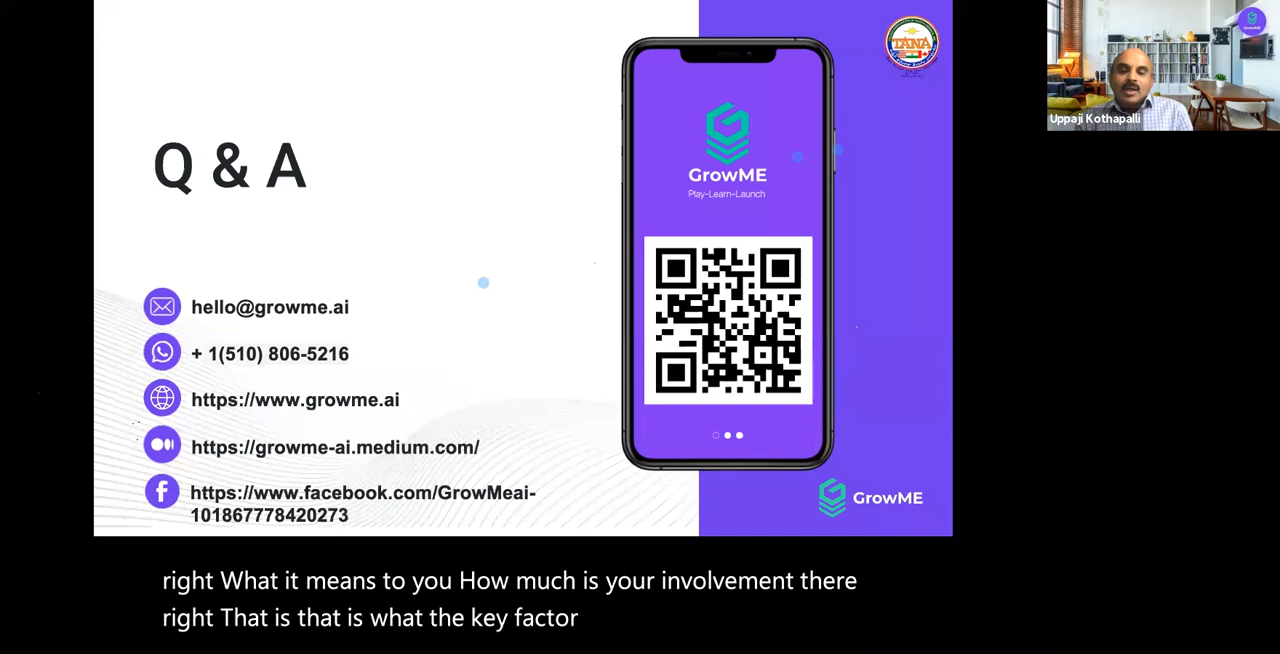 TANA
GrowME
Play-Learn-Launch
Uppaji Kothapalli
Q & A
hello@growme.ai
+ 1(510) 806-5216
https://www.growme.ai
https://growme-ai.medium.com/
https://www.facebook.com/GrowMeai-
101867778420273
GrowME
right What it means to you How much is your involvement there
right That is that is what the key factor